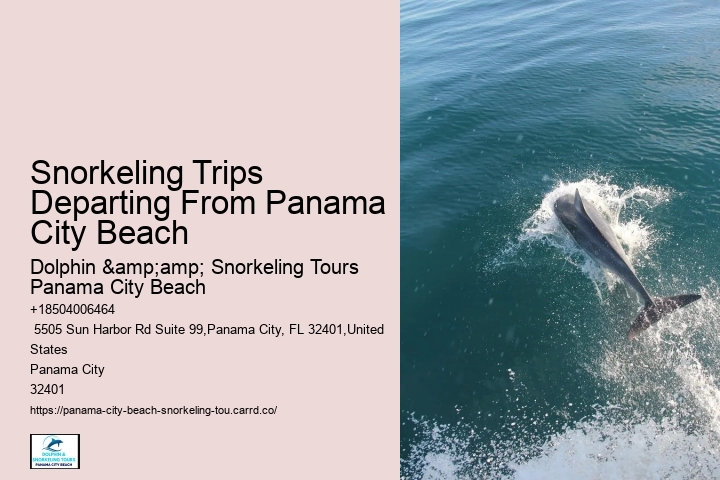 Snorkeling Trips
Departing From Panama
City Beach
Dolphin &amp;amp; Snorkeling Tours
Panama City Beach
+18504006464
5505 Sun Harbor Rd Suite 99,Panama City, FL 32401,United
States
Panama City
32401
https://panama-city-beach-snorkeling-tou.carrd.co/
DOLPHIN &
SNORKELING TOURS
PANAMA CITY BEACH